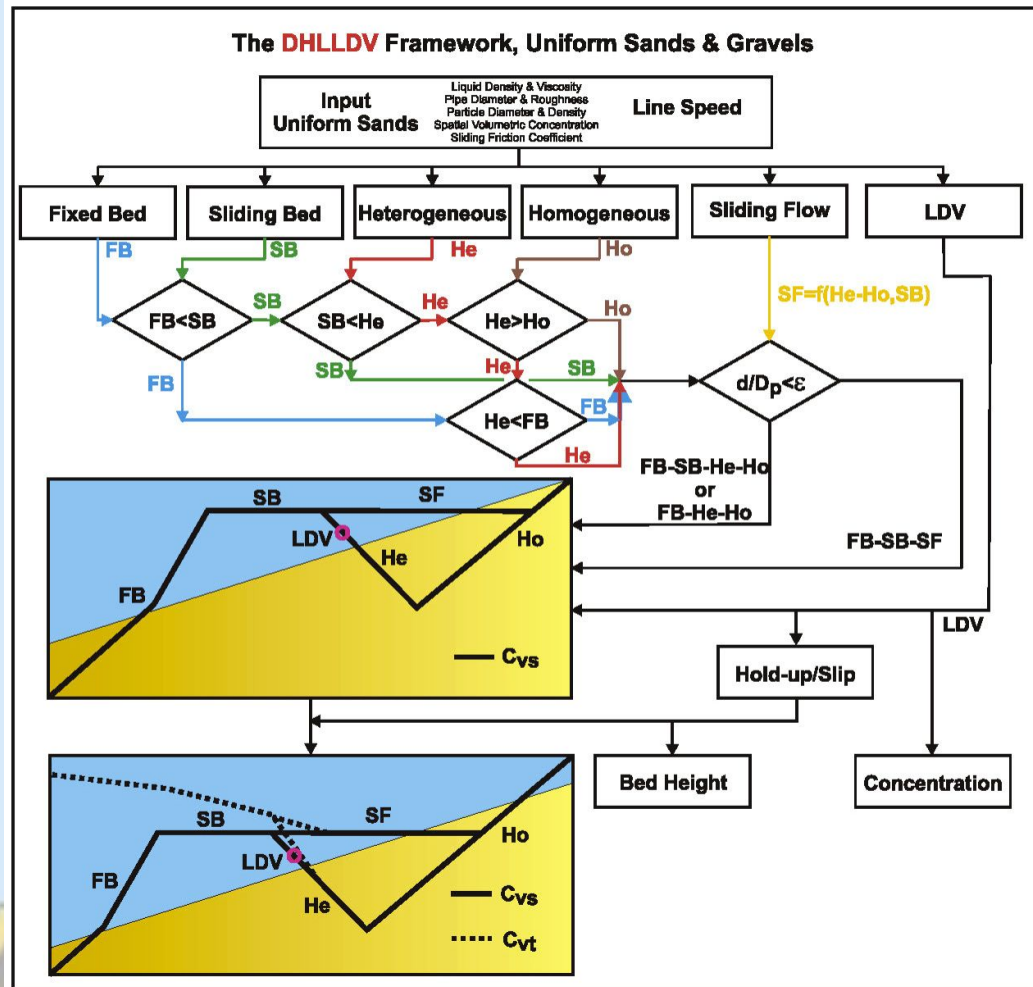 The DHLLDV Framework, Uniform Sands & Gravels
Input
Uniform Sands
Liquid Density & Viscosity
Pipe Diameter & Roughness
Particle Diameter & Density
Spatial Volumetric Concentration
Sliding Friction Coefficient
Line Speed
Fixed Bed
Sliding Bed
Heterogeneous
Homogeneous
Sliding Flow
LDV
FB
SB
He
Ho
SF=f(He-Ho,SB)
FB<SB
SB
SB<He
He
He>Ho
Ho
FB
SB
He
SB
He<FB
FB
He
d/Dp<ε
FB-SB-He-Ho
or
FB-He-Ho
FB-SB-SF
LDV
SB
SF
LDV
He
Ho
FB
Cvs
Hold-up/Slip
Bed Height
Concentration
SB
SF
Ho
LDV
FB
He
Cvs
Cvt